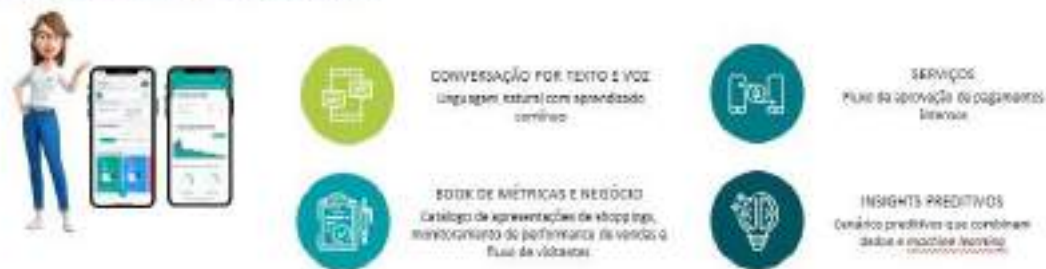 CONVERSAÇÃO POR TEXTO E VOZ
Linguagem natural com aprendizado
contínuo
SERVIÇOS
Fluxo de aprovação de pagamentos
internos
BOOK DE MÉTRICAS E NEGÓCIO
Catálogo de apresentações de shoppings,
monitoramento de performance de vendas e
fluxo de visitantes
INSIGHTS PREDITIVOS
Cenários preditivos que combinam
dados e machine learning